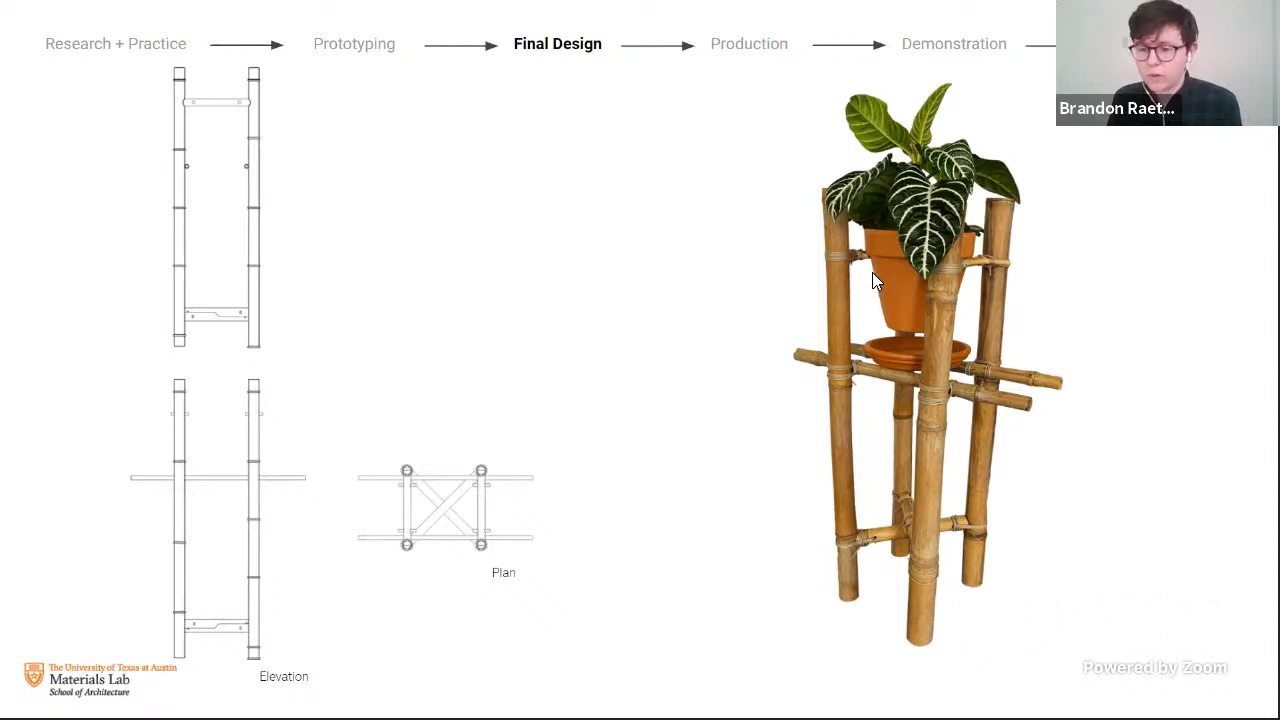 Research + Practice
Prototyping
Final Design
Production
Demonstration
Brandon Raet...
Plan
Elevation
The University of Texas at Austin
Materials Lab
School of Architecture
Powered by Zoom